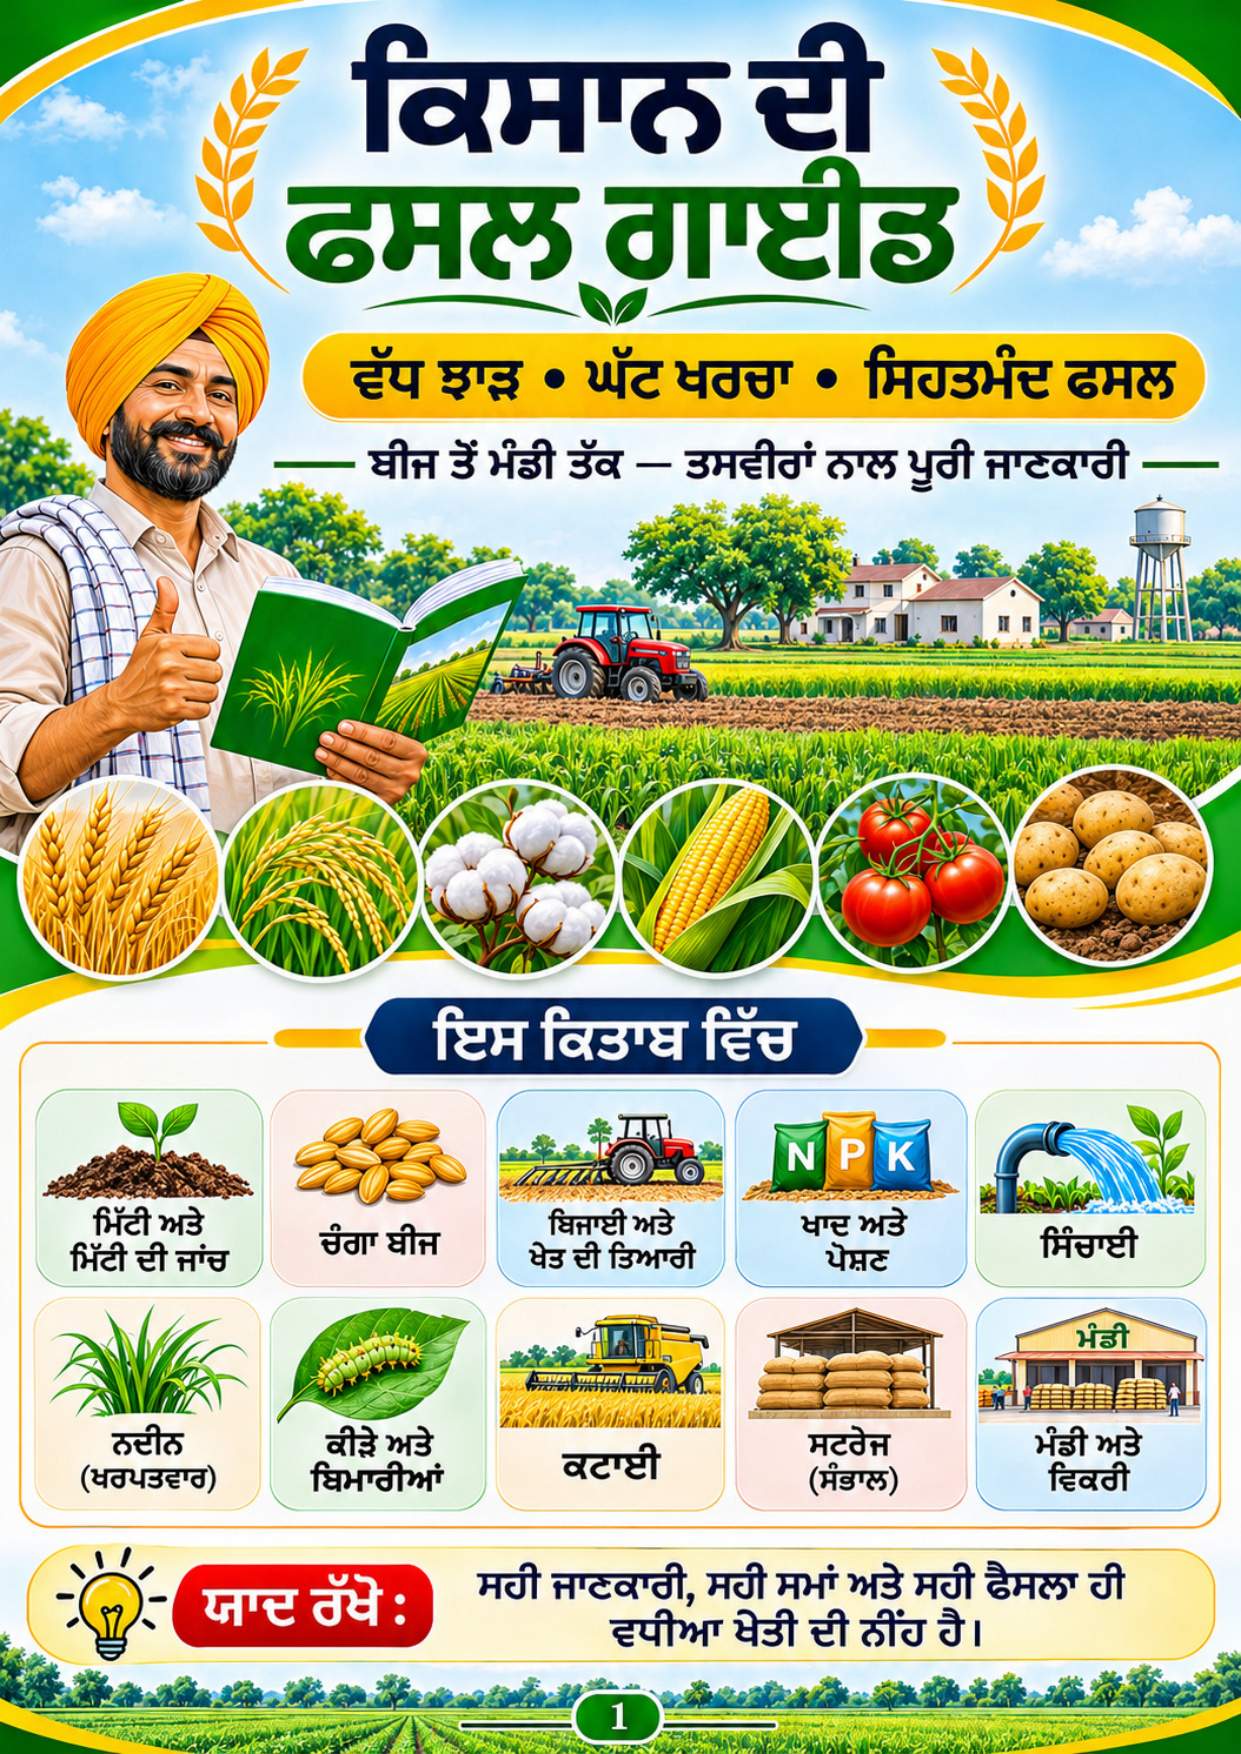 ਕਿਸਾਨ ਦੀ
ਫਸਲ ਗਾਈਡ
ਵੱਧ ਝਾੜ • ਘੱਟ ਖਰਚਾ • ਸਿਹਤਮੰਦ ਫਸਲ
ਬੀਜ ਤੋਂ ਮੰਡੀ ਤੱਕ — ਤਸਵੀਰਾਂ ਨਾਲ ਪੂਰੀ ਜਾਣਕਾਰੀ
ਇਸ ਕਿਤਾਬ ਵਿੱਚ
ਮਿੱਟੀ ਅਤੇ
ਮਿੱਟੀ ਦੀ ਜਾਂਚ
ਚੰਗਾ ਬੀਜ
ਬਿਜਾਈ ਅਤੇ
ਖੇਤ ਦੀ ਤਿਆਰੀ
N P K
ਖਾਦ ਅਤੇ
ਪੋਸ਼ਣ
ਸਿੰਚਾਈ
ਨਦੀਨ
(ਖਰਪਤਵਾਰ)
ਕੀੜੇ ਅਤੇ
ਬਿਮਾਰੀਆਂ
ਕਟਾਈ
ਸਟਰੇਜ
(ਸੰਭਾਲ)
ਮੰਡੀ
ਮੰਡੀ ਅਤੇ
ਵਿਕਰੀ
ਯਾਦ ਰੱਖੋ :
ਸਹੀ ਜਾਣਕਾਰੀ, ਸਹੀ ਸਮਾਂ ਅਤੇ ਸਹੀ ਫੈਸਲਾ ਹੀ
ਵਧੀਆ ਖੇਤੀ ਦੀ ਨੀਂਹ ਹੈ।
1